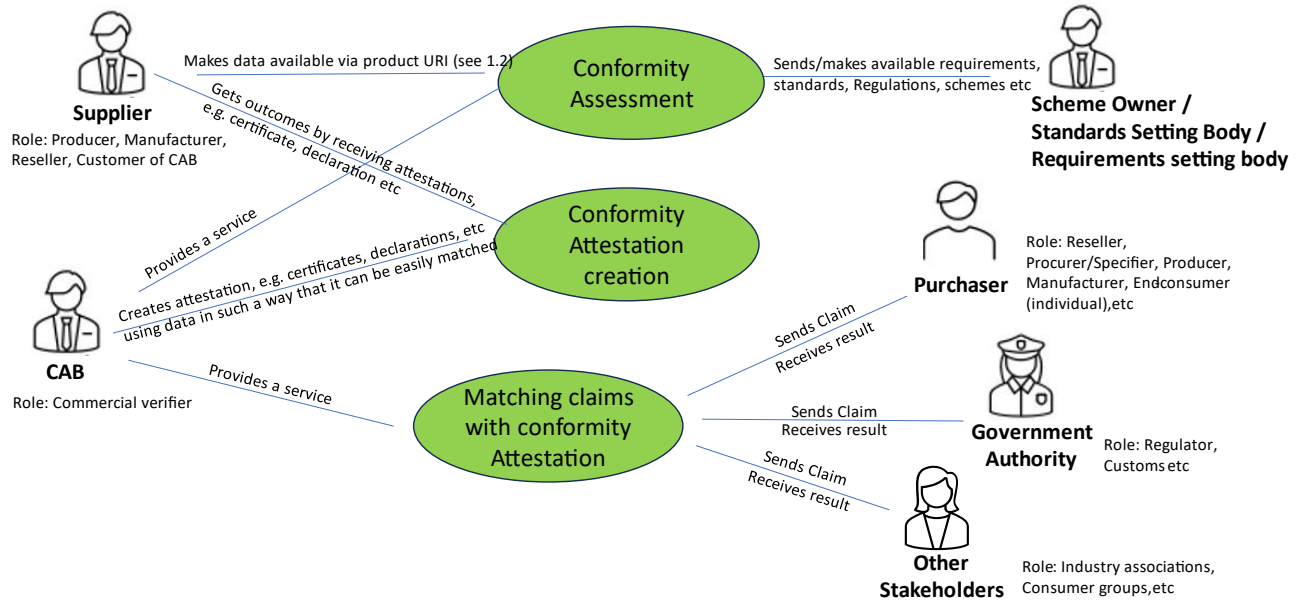 Makes data available via product URI (see 1.2)
Conformity
Assessment
Sends/makes available requirements,
standards, Regulations, schemes etc
Supplier
Role: Producer, Manufacturer,
Reseller, Customer of CAB
Scheme Owner /
Standards Setting Body /
Requirements setting body
Gets outcomes by receiving attestations,
e.g. certificate, declaration etc
Provides a service
Conformity
Attestation
creation
Creates attestation, e.g. certificates, declarations, etc
using data in such a way that it can be easily matched
Purchaser
Role: Reseller,
Procurer/Specifier, Producer,
Manufacturer, End-consumer
(individual),etc
CAB
Role: Commercial verifier
Provides a service
Matching claims
with conformity
Attestation
Sends Claim
Receives result
Sends Claim
Receives result
Government
Authority
Role: Regulator,
Customs etc
Sends Claim
Receives result
Other
Stakeholders
Role: Industry associations,
Consumer groups,etc